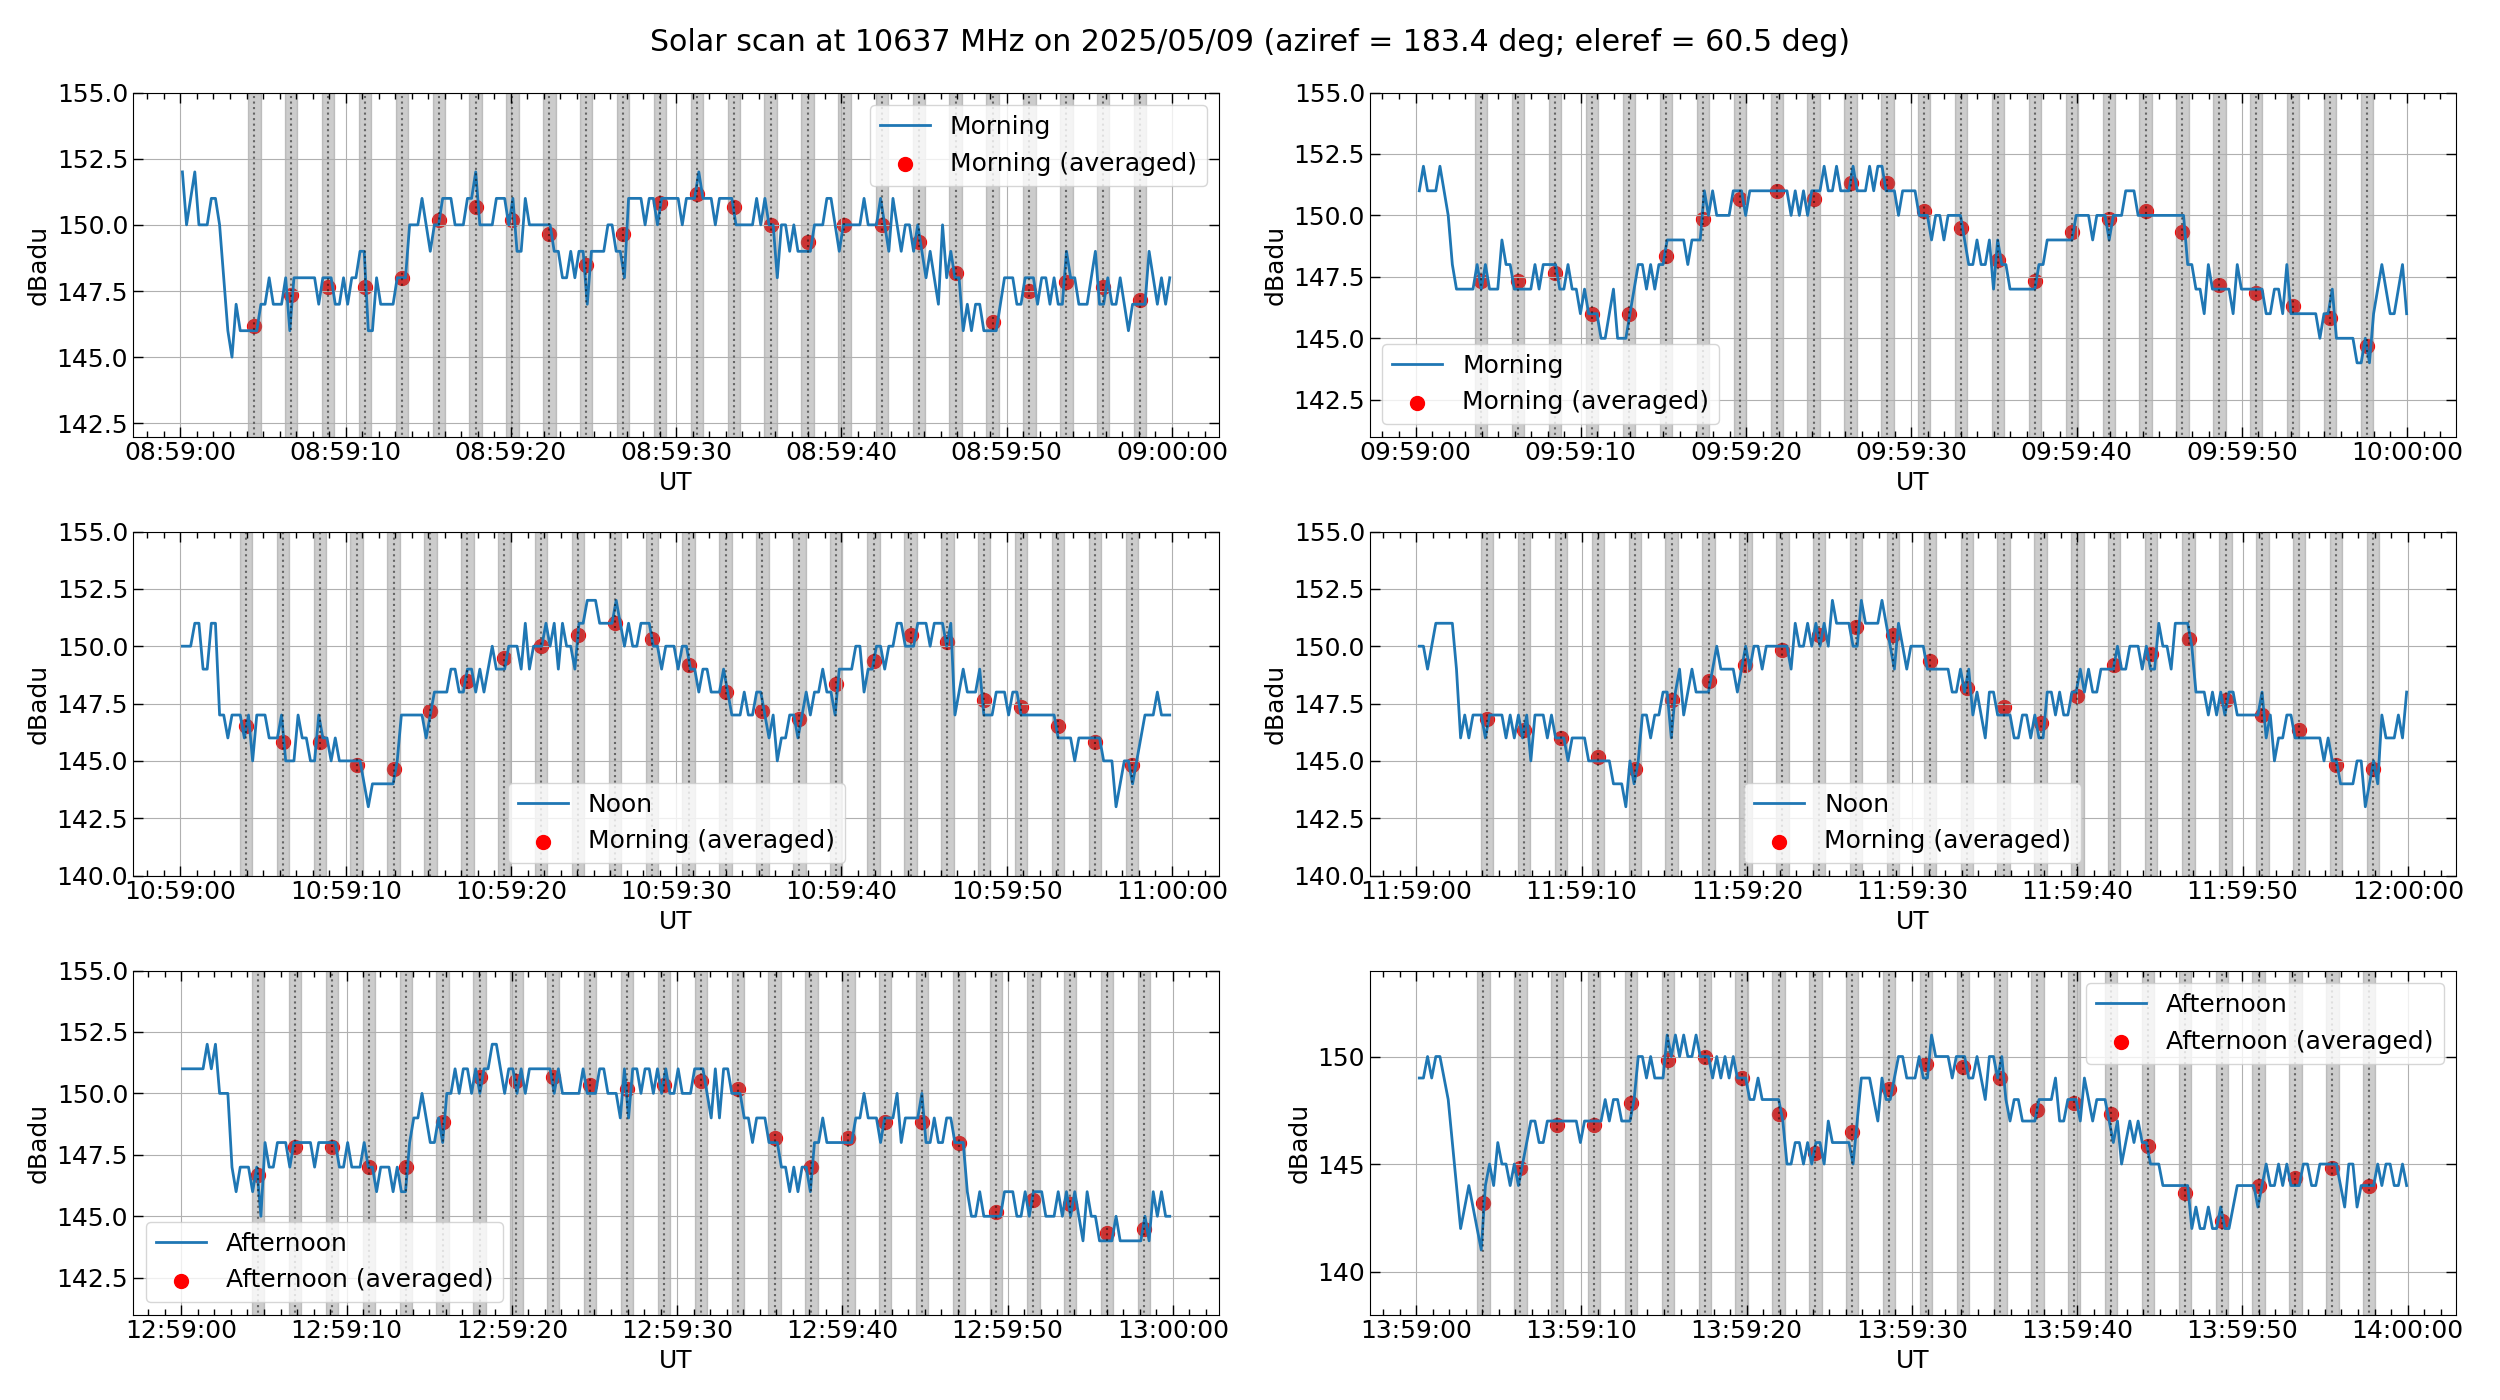 Solar scan at 10637 MHz on 2025/05/09 (aziref = 183.4 deg; eleref = 60.5 deg)
155.0
152.5
150.0
147.5
145.0
142.5
dBadu
Morning
Morning (averaged)
08:59:00 08:59:10 08:59:20 08:59:30 08:59:40 08:59:50 09:00:00
UT
155.0
152.5
150.0
147.5
145.0
142.5
dBadu
Morning
Morning (averaged)
09:59:00 09:59:10 09:59:20 09:59:30 09:59:40 09:59:50 10:00:00
UT
155.0
152.5
150.0
147.5
145.0
142.5
140.0
dBadu
Noon
Morning (averaged)
10:59:00 10:59:10 10:59:20 10:59:30 10:59:40 10:59:50 11:00:00
UT
155.0
152.5
150.0
147.5
145.0
142.5
140.0
dBadu
Noon
Morning (averaged)
11:59:00 11:59:10 11:59:20 11:59:30 11:59:40 11:59:50 12:00:00
UT
155.0
152.5
150.0
147.5
145.0
142.5
dBadu
Afternoon
Afternoon (averaged)
12:59:00 12:59:10 12:59:20 12:59:30 12:59:40 12:59:50 13:00:00
UT
150
145
140
dBadu
Afternoon
Afternoon (averaged)
13:59:00 13:59:10 13:59:20 13:59:30 13:59:40 13:59:50 14:00:00
UT